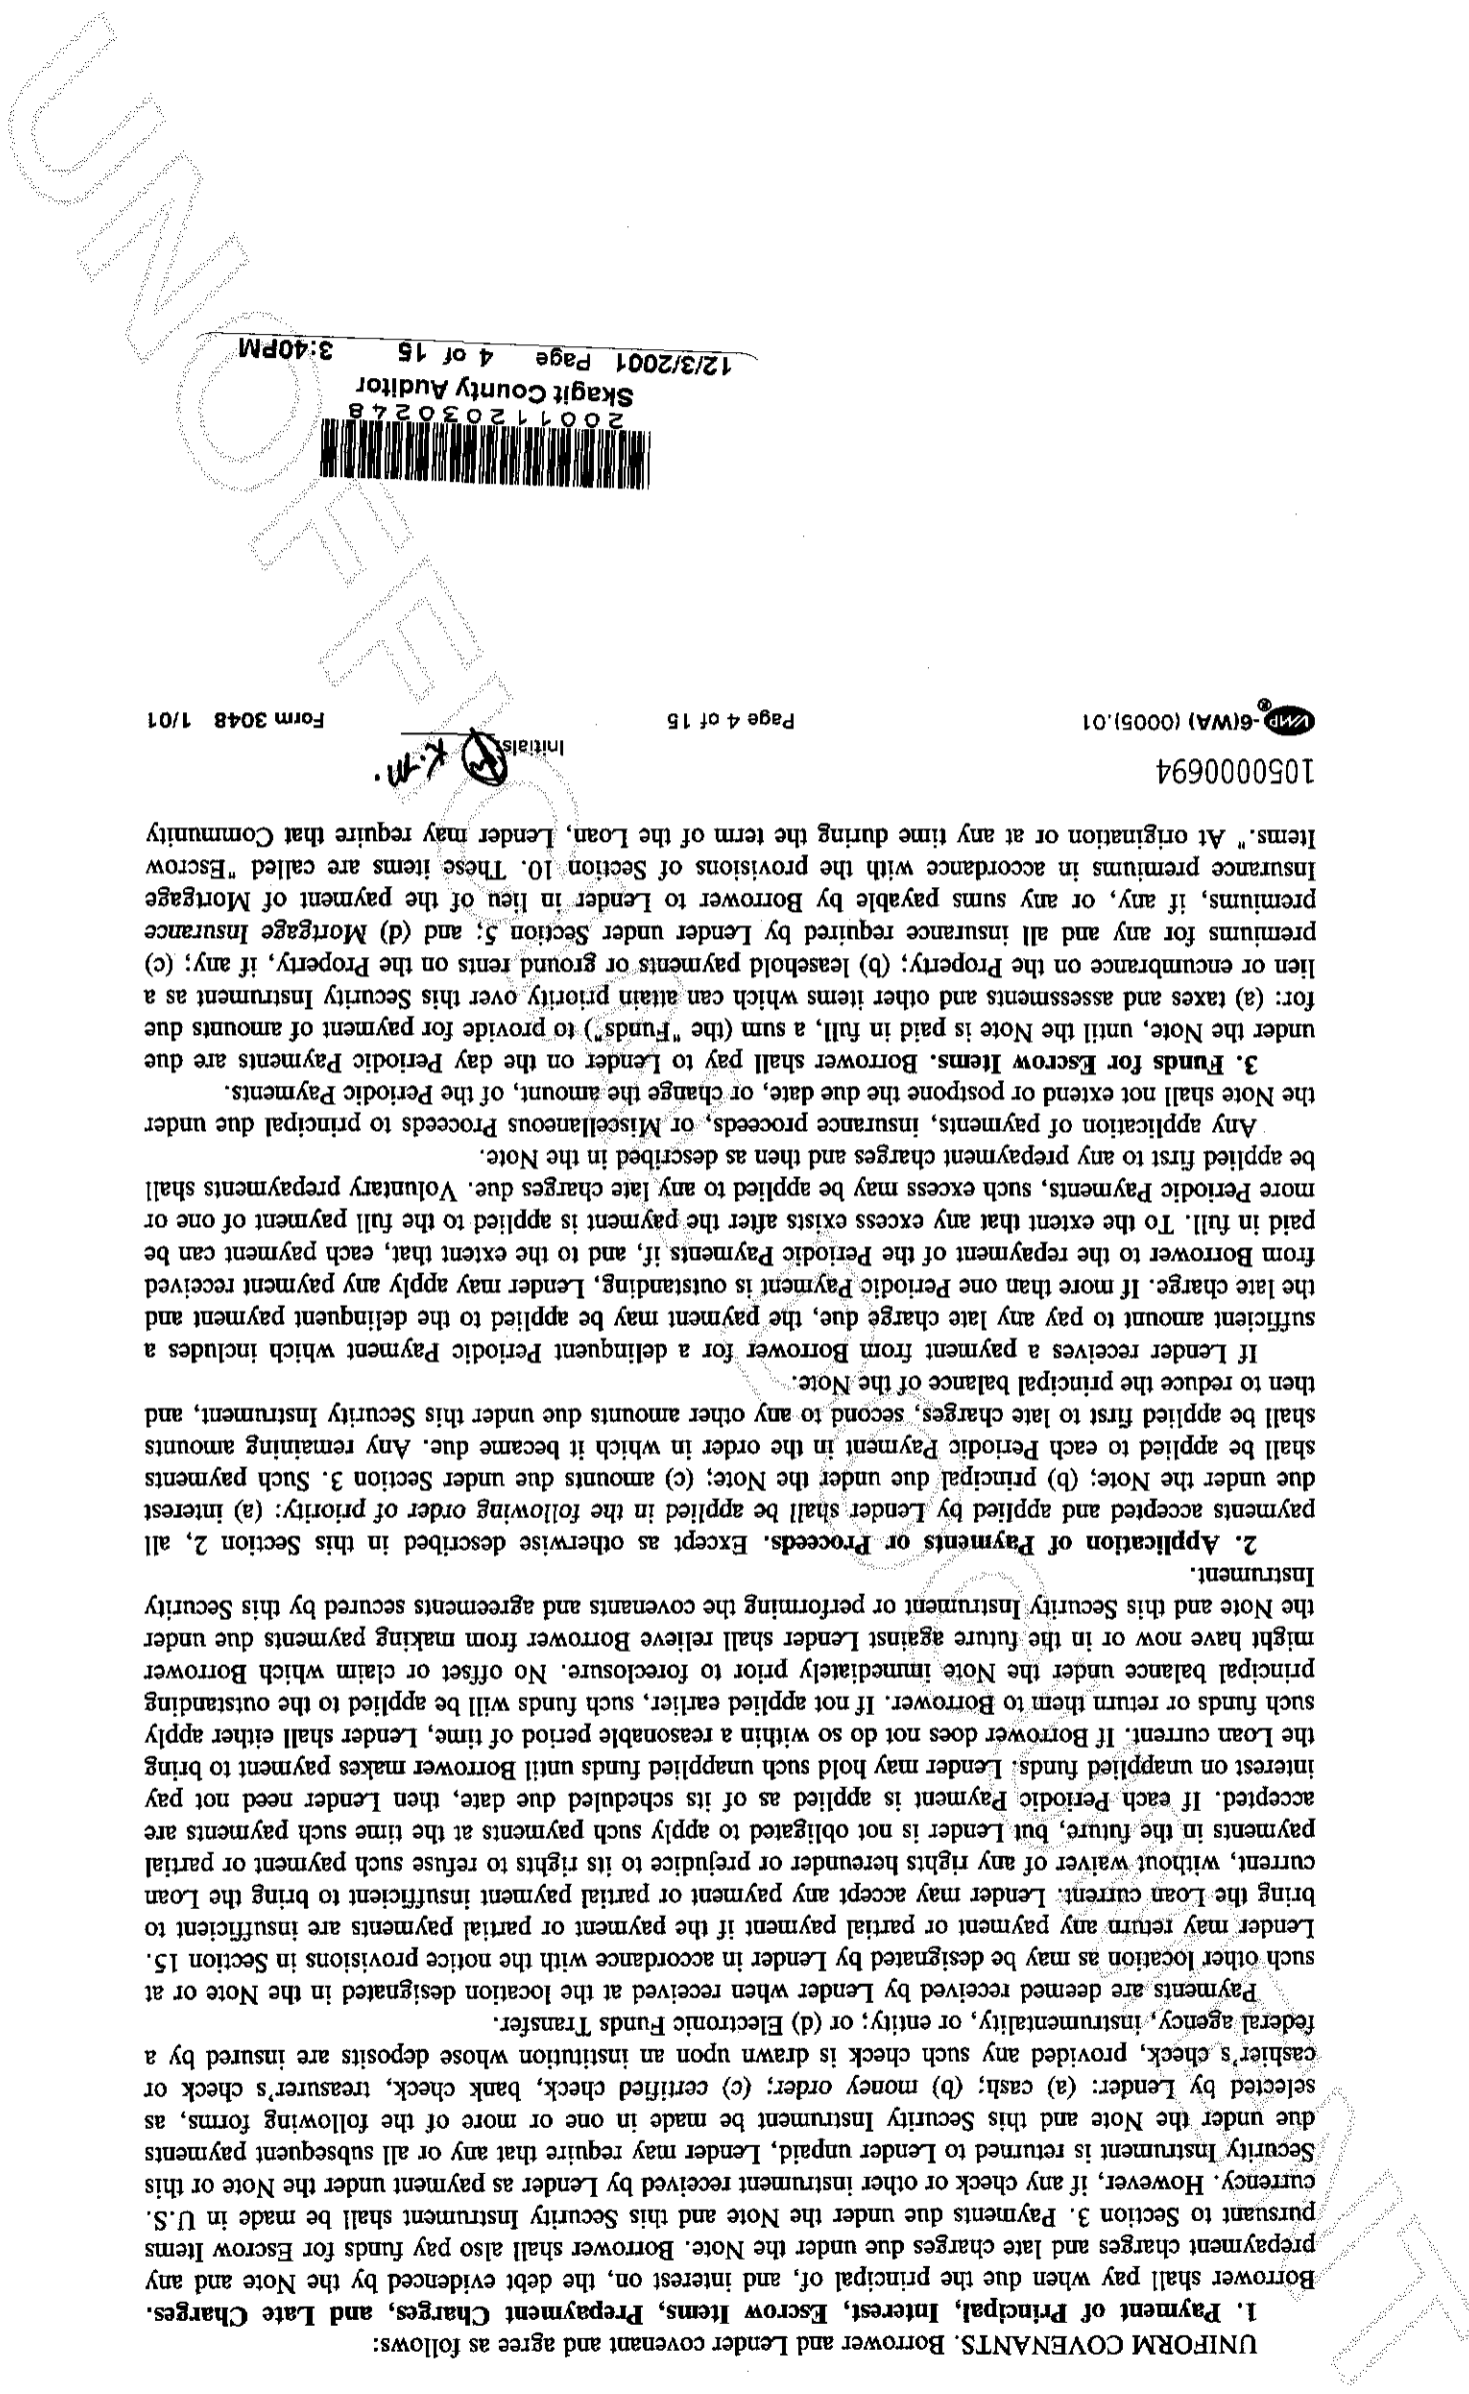 UNIFORM COVENANTS. Borrower and Lender covenant and agree as follows:
1. Payment of Principal, Interest, Escrow Items, Prepayment Charges, and Late Charges.
Borrower shall pay when due the principal of, and interest on, the debt evidenced by the Note and any
prepayment charges and late charges due under the Note. Borrower shall also pay funds for Escrow Items
pursuant to Section 3. Payments due under the Note and this Security Instrument shall be made in U.S.
currency. However, if any check or other instrument received by Lender as payment under the Note or this
Security Instrument is returned to Lender unpaid, Lender may require that any or all subsequent payments
due under the Note and this Security Instrument be made in one or more of the following forms, as
selected by Lender: (a) cash; (b) money order; (c) certified check, bank check, treasurer's check or
cashier's check, provided any such check is drawn upon an institution whose deposits are insured by a
federal agency, instrumentality, or entity; or (d) Electronic Funds Transfer.
Payments are deemed received by Lender when received at the location designated in the Note or at
such other location as may be designated by Lender in accordance with the notice provisions in Section 15.
Lender may return any payment or partial payment if the payment or partial payments are insufficient to
bring the Loan current. Lender may accept any payment or partial payment insufficient to bring the Loan
current, without waiver of any rights hereunder or prejudice to its rights to refuse such payment or partial
payments in the future, but Lender is not obligated to apply such payments at the time such payments are
accepted. If each Periodic Payment is applied as of its scheduled due date, then Lender need not pay
interest on unapplied funds. Lender may hold such unapplied funds until Borrower makes payment to bring
the Loan current. If Borrower does not do so within a reasonable period of time, Lender shall either apply
such funds or return them to Borrower. If not applied earlier, such funds will be applied to the outstanding
principal balance under the Note immediately prior to foreclosure. No offset or claim which Borrower
might have now or in the future against Lender shall relieve Borrower from making payments due under
the Note and this Security Instrument or performing the covenants and agreements secured by this Security
Instrument.
2. Application of Payments or Proceeds. Except as otherwise described in this Section 2, all
payments accepted and applied by Lender shall be applied in the following order of priority: (a) interest
due under the Note; (b) principal due under the Note; (c) amounts due under Section 3. Such payments
shall be applied to each Periodic Payment in the order in which it became due. Any remaining amounts
shall be applied first to late charges, second to any other amounts due under this Security Instrument, and
then to reduce the principal balance of the Note.
If Lender receives a payment from Borrower for a delinquent Periodic Payment which includes a
sufficient amount to pay any late charge due, the payment may be applied to the delinquent payment and
the late charge. If more than one Periodic Payment is outstanding, Lender may apply any payment received
from Borrower to the repayment of the Periodic Payments if, and to the extent that, each payment can be
paid in full. To the extent that any excess exists after the payment is applied to the full payment of one or
more Periodic Payments, such excess may be applied to any late charges due. Voluntary prepayments shall
be applied first to any prepayment charges and then as described in the Note.
Any application of payments, insurance proceeds, or Miscellaneous Proceeds to principal due under
the Note shall not extend or postpone the due date, or change the amount, of the Periodic Payments.
3. Funds for Escrow Items. Borrower shall pay to Lender on the day Periodic Payments are due
under the Note, until the Note is paid in full, a sum (the "Funds") to provide for payment of amounts due
for: (a) taxes and assessments and other items which can attain priority over this Security Instrument as a
lien or encumbrance on the Property; (b) leasehold payments or ground rents on the Property, if any; (c)
premiums for any and all insurance required by Lender under Section 5; and (d) Mortgage Insurance
premiums, if any, or any sums payable by Borrower to Lender in lieu of the payment of Mortgage
Insurance premiums in accordance with the provisions of Section 10. These items are called "Escrow
Items." At origination or at any time during the term of the Loan, Lender may require that Community
1050000694
Initials: K.M.
VMP®-6(WA) (0005).01 Page 4 of 15 Form 3048 1/01
200112030248
Skagit County Auditor
12/3/2001 Page 4 of 15 3:40PM
UNOFFICIAL DOCUMENT